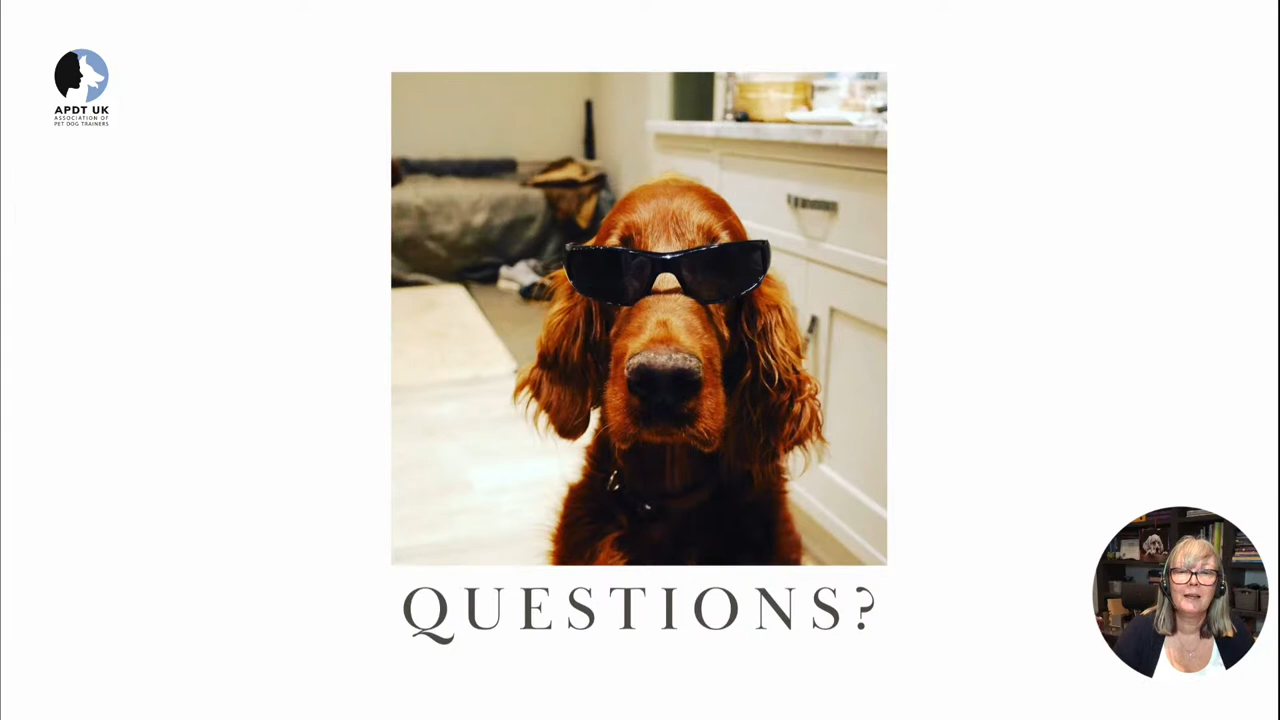 APDT UK
ASSOCIATION OF
PET DOG TRAINERS
QUESTIONS?